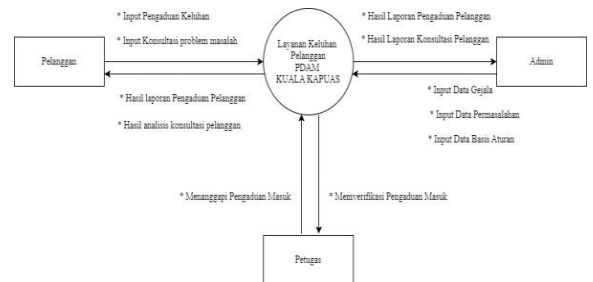 * Input Pengaduan Keluhan
* Input Konsultasi problem masalah
Pelanggan
* Hasil laporan Pengaduan Pelanggan
* Hasil analisis konsultasi pelanggan
Layanan Keluhan
Pelanggan
PDAM
KUALA KAPUAS
* Hasil Laporan Pengaduan Pelanggan
* Hasil Laporan Konsultasi Pelanggan
Admin
* Input Data Gejala
* Input Data Permasalahan
* Input Data Basis Aturan
* Menanggapi Pengaduan Masuk
* Memverifikasi Pengaduan Masuk
Petugas